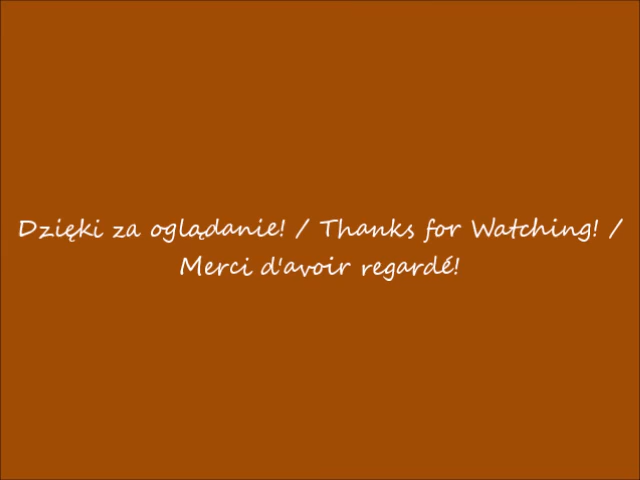 Dzięki za oglądanie! / Thanks for Watching! /
Merci d'avoir regardé!